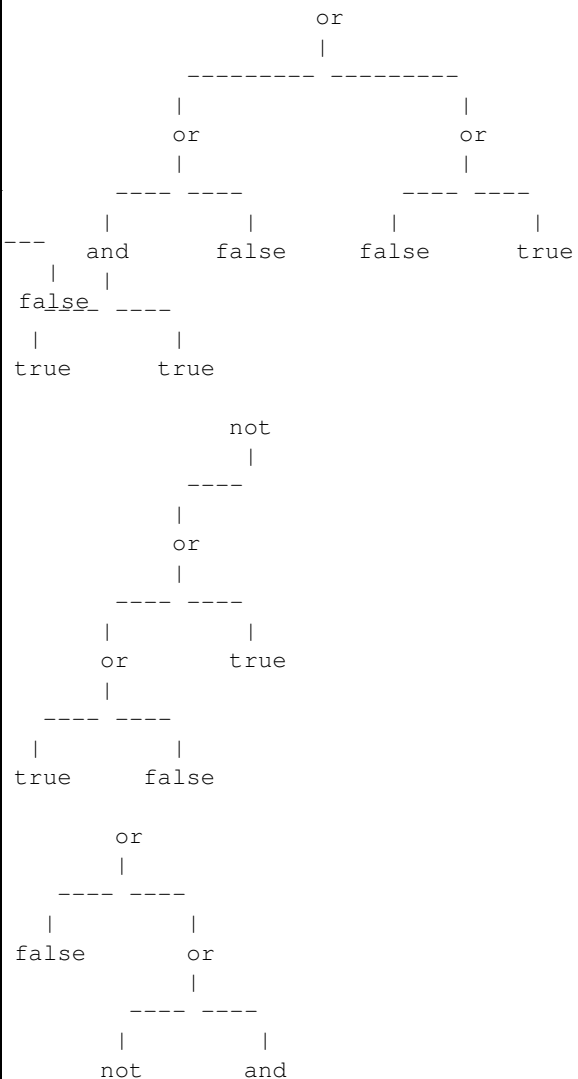 or
|
--------- ---------
|                   |
or                  or
|                   |
---- ----           ---- ----
|         |         |         |
---
and      false     false      true
|   |
false
---- ----
|         |
true      true
not
|
----
|
or
|
---- ----
|         |
or       true
|
---- ----
|         |
true     false
or
|
---- ----
|         |
false       or
|
---- ----
|         |
not       and